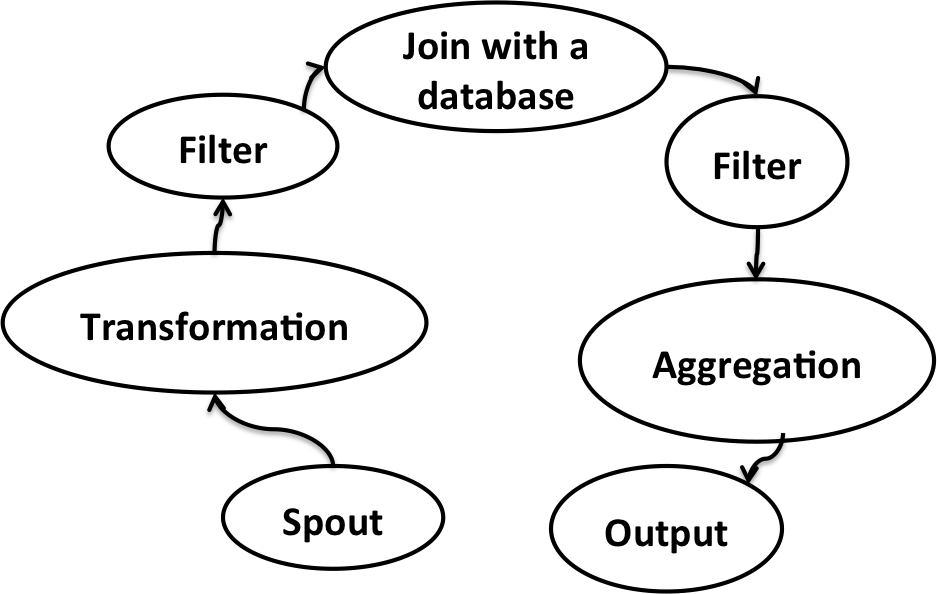 Join with a
database
Filter
Filter
Transformation
Aggregation
Spout
Output